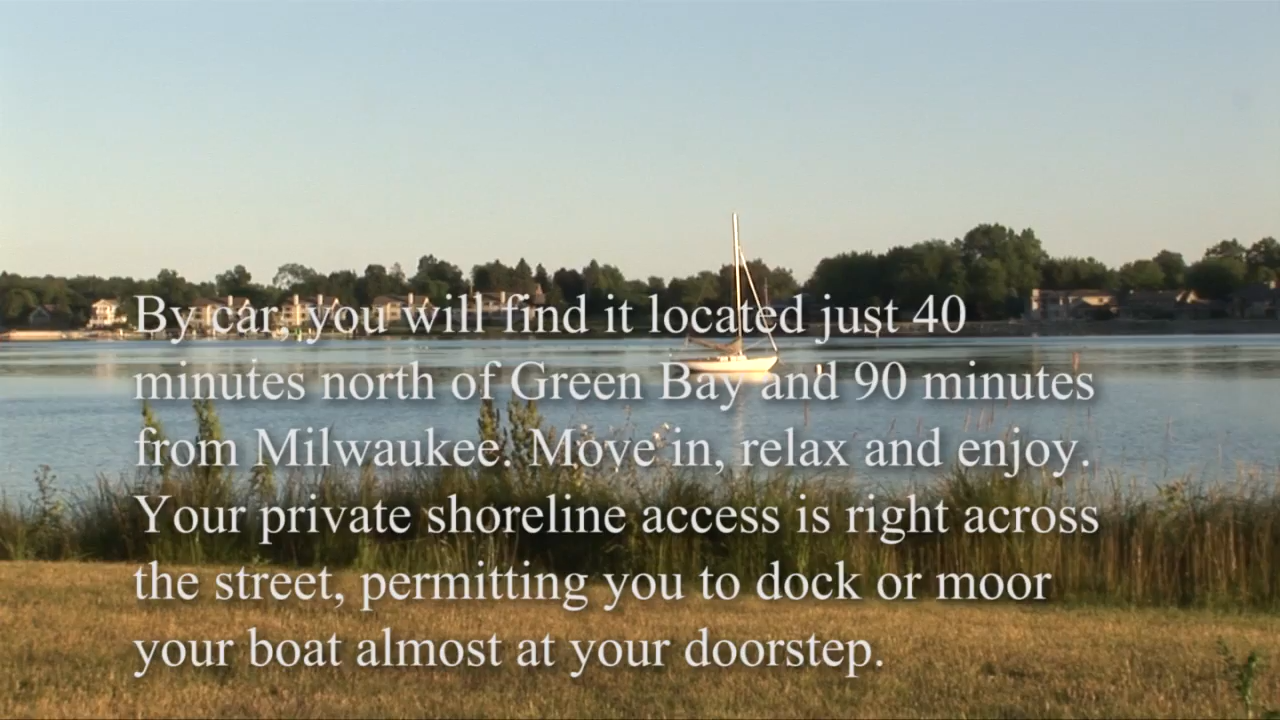 By car, you will find it located just 40
minutes north of Green Bay and 90 minutes
from Milwaukee. Move in, relax and enjoy.
Your private shoreline access is right across
the street, permitting you to dock or moor
your boat almost at your doorstep.